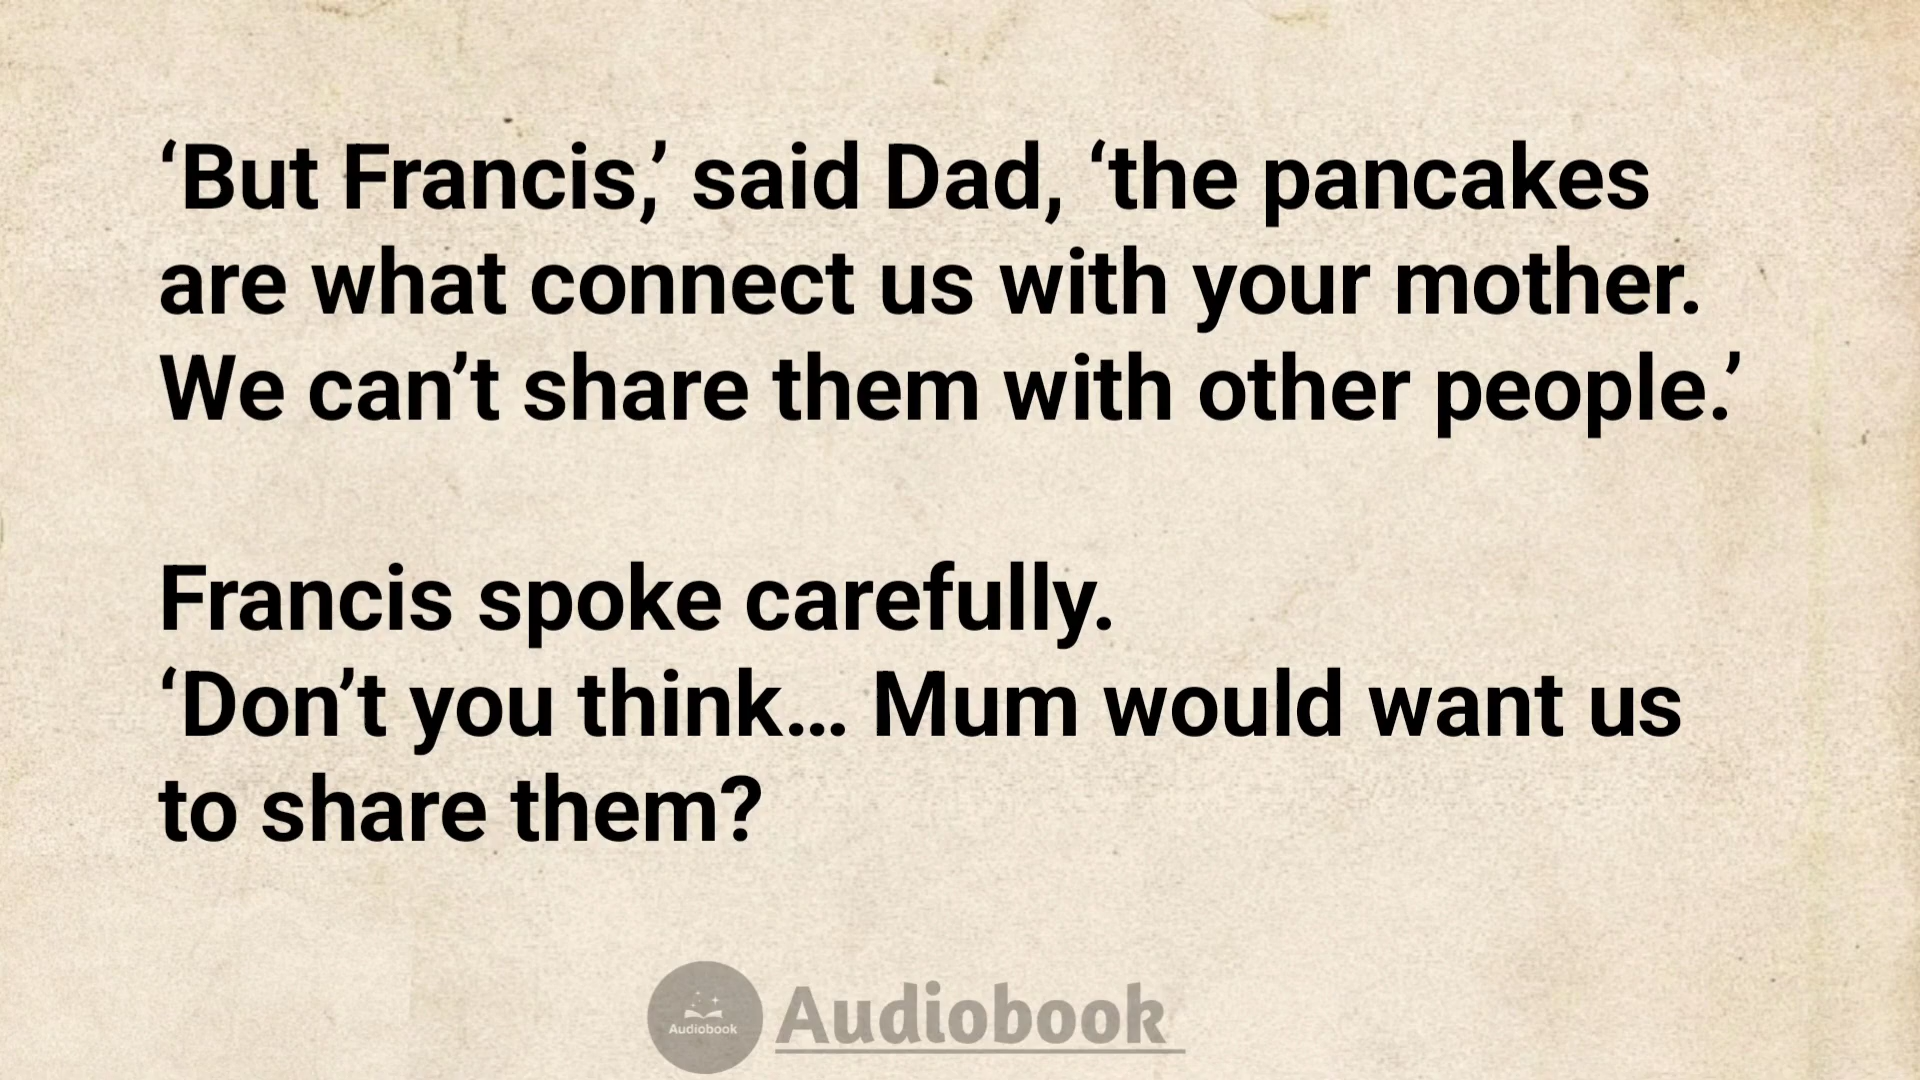 ‘But Francis,’ said Dad, ‘the pancakes
are what connect us with your mother.
We can’t share them with other people.’
Francis spoke carefully.
‘Don’t you think... Mum would want us
to share them?
Audiobook
Audiobook